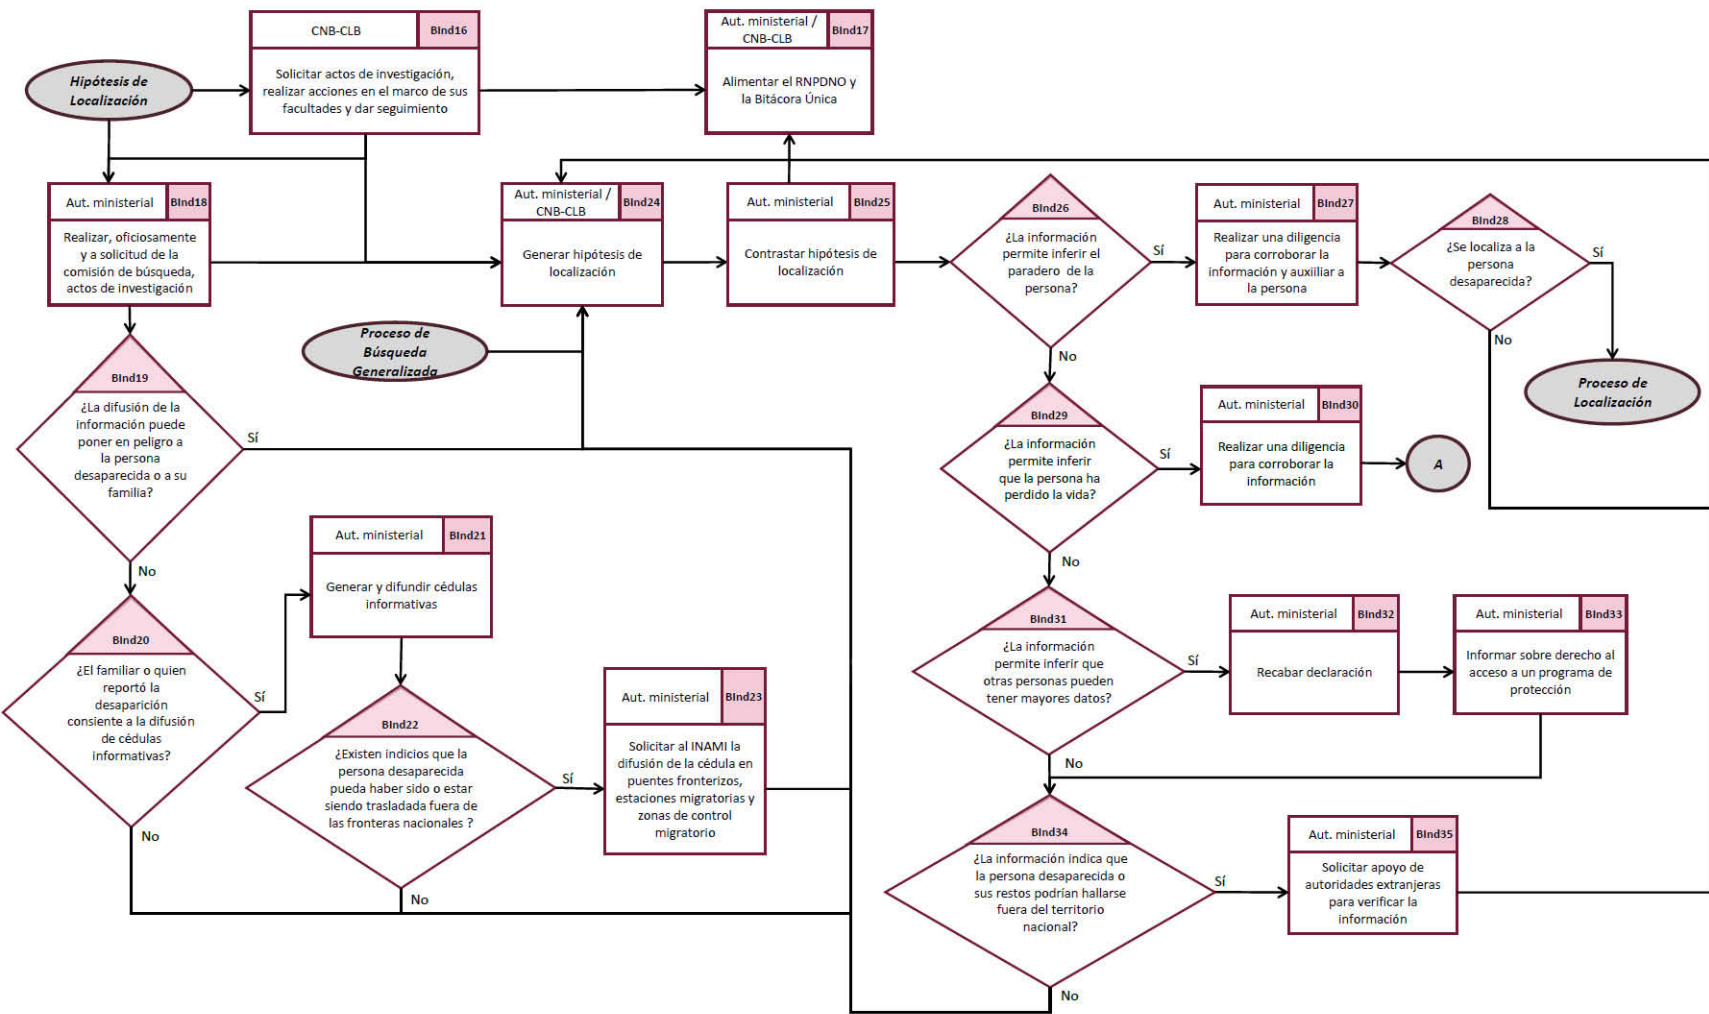 Hipótesis de
Localización
CNB-CLB
BInd16
Solicitar actos de investigación,
realizar acciones en el marco de sus
facultades y dar seguimiento
Aut. ministerial /
CNB-CLB
BInd17
Alimentar el RNPDNO y
la Bitácora Única
Aut. ministerial
BInd18
Realizar, oficiosamente
y a solicitud de la
comisión de búsqueda,
actos de investigación
Aut. ministerial /
CNB-CLB
BInd24
Generar hipótesis de
localización
Aut. ministerial
BInd25
Contrastar hipótesis de
localización
BInd26
¿La información
permite inferir el
paradero de la
persona?
Sí
No
Aut. ministerial
BInd27
Realizar una diligencia
para corroborar la
información y auxiiliar a
la persona
BInd28
¿Se localiza a la
persona
desaparecida?
Sí
No
Proceso de
Localización
Proceso de
Búsqueda
Generalizada
BInd19
¿La difusión de la
información puede
poner en peligro a
la persona
desaparecida o a su
familia?
Sí
No
BInd29
¿La información
permite inferir
que la persona ha
perdido la vida?
Sí
No
Aut. ministerial
BInd30
Realizar una diligencia
para corroborar la
información
A
BInd20
¿El familiar o quien
reportó la
desaparición
consiente a la difusión
de cédulas
informativas?
Sí
No
Aut. ministerial
BInd21
Generar y difundir cédulas
informativas
BInd22
¿Existen indicios que la
persona desaparecida
pueda haber sido o estar
siendo trasladada fuera de
las fronteras nacionales ?
Sí
No
Aut. ministerial
BInd23
Solicitar al INAMI la
difusión de la cédula en
puentes fronterizos,
estaciones migratorias y
zonas de control
migratorio
BInd31
¿La información
permite inferir que
otras personas pueden
tener mayores datos?
Sí
No
Aut. ministerial
BInd32
Recabar declaración
Aut. ministerial
BInd33
Informar sobre derecho al
acceso a un programa de
protección
BInd34
¿La información indica que
la persona desaparecida o
sus restos podrían hallarse
fuera del territorio
nacional?
Sí
No
Aut. ministerial
BInd35
Solicitar apoyo de
autoridades extranjeras
para verificar la
información